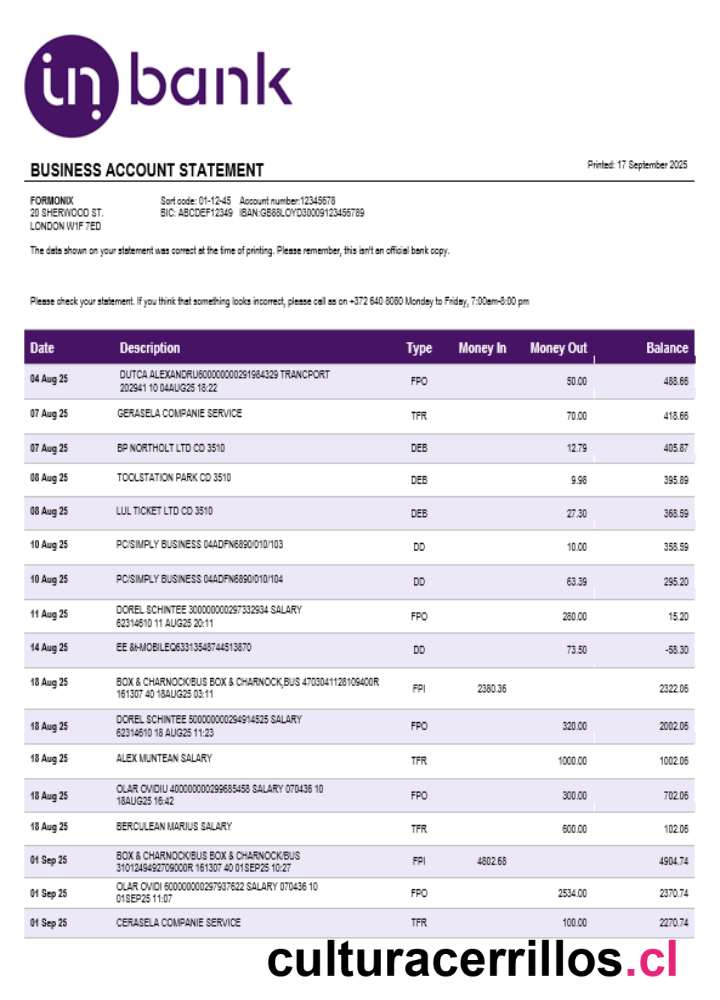 inbank
BUSINESS ACCOUNT STATEMENT
Printed: 17 September 2025
FORMONIX Sort code: 01-12-45 Account number:12345678
20 SHERWOOD ST. BIC: ABCDEF12349 IBAN:GB88LOYD30009123456789
LONDON W1F 7ED
The data shown on your statement was correct at the time of printing. Please remember, this isn't an official bank copy.
Please check your statement. If you think that something looks incorrect, please call as on +372 640 8080 Monday to Friday, 7:00am-8:00 pm
Date Description Type Money In Money Out Balance
04 Aug 25 DUTCA ALEXANDRU600000000291984329 TRANCPORT FPO 50.00 488.66
202941 10 04AUG25 18:22
07 Aug 25 GERASELA COMPANIE SERVICE TFR 70.00 418.66
07 Aug 25 BP NORTHOLT LTD CD 3510 DEB 12.79 405.87
08 Aug 25 TOOLSTATION PARK CD 3510 DEB 9.98 395.89
08 Aug 25 LUL TICKET LTD CD 3510 DEB 27.30 368.59
10 Aug 25 PC/SIMPLY BUSINESS 04ADFN6890/010/103 DD 10.00 358.59
10 Aug 25 PC/SIMPLY BUSINESS 04ADFN6890/010/104 DD 63.39 295.20
11 Aug 25 DOREL SCHINTEE 300000000297332934 SALARY FPO 280.00 15.20
62314610 11 AUG25 20:11
14 Aug 25 EE &t-MOBILEQ63313548744513870 DD 73.50 -58.30
18 Aug 25 BOX & CHARNOCK/BUS BOX & CHARNOCK,BUS 4703041128109400R FPI 2380.36 2322.06
161307 40 18AUG25 03:11
18 Aug 25 DOREL SCHINTEE 500000000294914525 SALARY FPO 320.00 2002.06
62314610 18 AUG25 11:23
18 Aug 25 ALEX MUNTEAN SALARY TFR 1000.00 1002.06
18 Aug 25 OLAR OVIDIU 400000000299685458 SALARY 070436 10 FPO 300.00 702.06
18AUG25 16:42
18 Aug 25 BERCULEAN MARIUS SALARY TFR 600.00 102.06
01 Sep 25 BOX & CHARNOCK/BUS BOX & CHARNOCK/BUS FPI 4802.68 4904.74
3101249492709000R 161307 40 01SEP25 10:27
01 Sep 25 OLAR OVIDI 600000000297937622 SALARY 070436 10 FPO 2534.00 2370.74
01SEP25 11:07
01 Sep 25 CERASELA COMPANIE SERVICE TFR 100.00 2270.74
culturacerrillos.cl